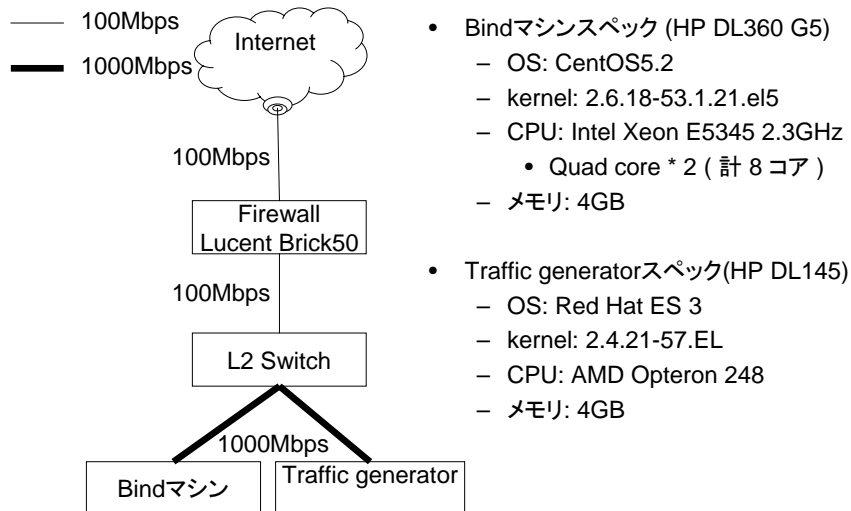 100Mbps
1000Mbps
Internet
100Mbps
Firewall
Lucent Brick50
100Mbps
L2 Switch
1000Mbps
Bindマシン
Traffic generator
• Bindマシンスペック (HP DL360 G5)
– OS: CentOS5.2
– kernel: 2.6.18-53.1.21.el5
– CPU: Intel Xeon E5345 2.3GHz
• Quad core * 2 ( 計 8 コア )
– メモリ: 4GB
• Traffic generatorスペック(HP DL145)
– OS: Red Hat ES 3
– kernel: 2.4.21-57.EL
– CPU: AMD Opteron 248
– メモリ: 4GB